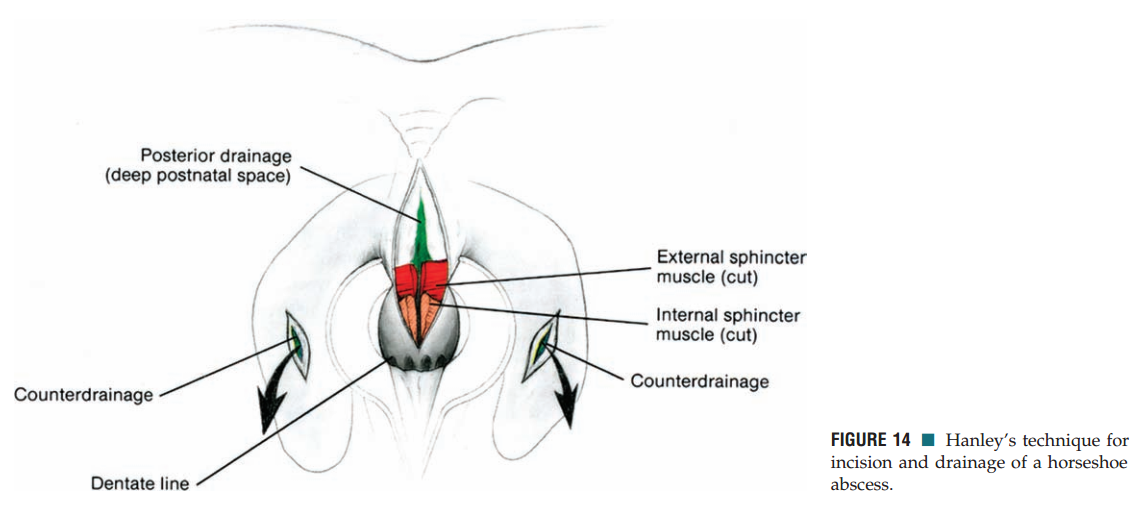 Posterior drainage
(deep postnatal space)
External sphincter
muscle (cut)
Internal sphincter
muscle (cut)
Counterdrainage
Counterdrainage
Dentate line
FIGURE 14 ■ Hanley's technique for
incision and drainage of a horseshoe
abscess.